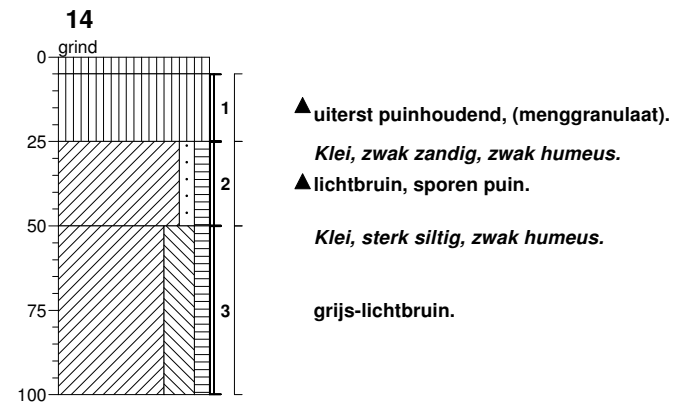 14
grind
0
1
uiterst puinhoudend, (menggranulaat).
25
Klei, zwak zandig, zwak humeus.
2
lichtbruin, sporen puin.
50
Klei, sterk siltig, zwak humeus.
75
3
grijs-lichtbruin.
100